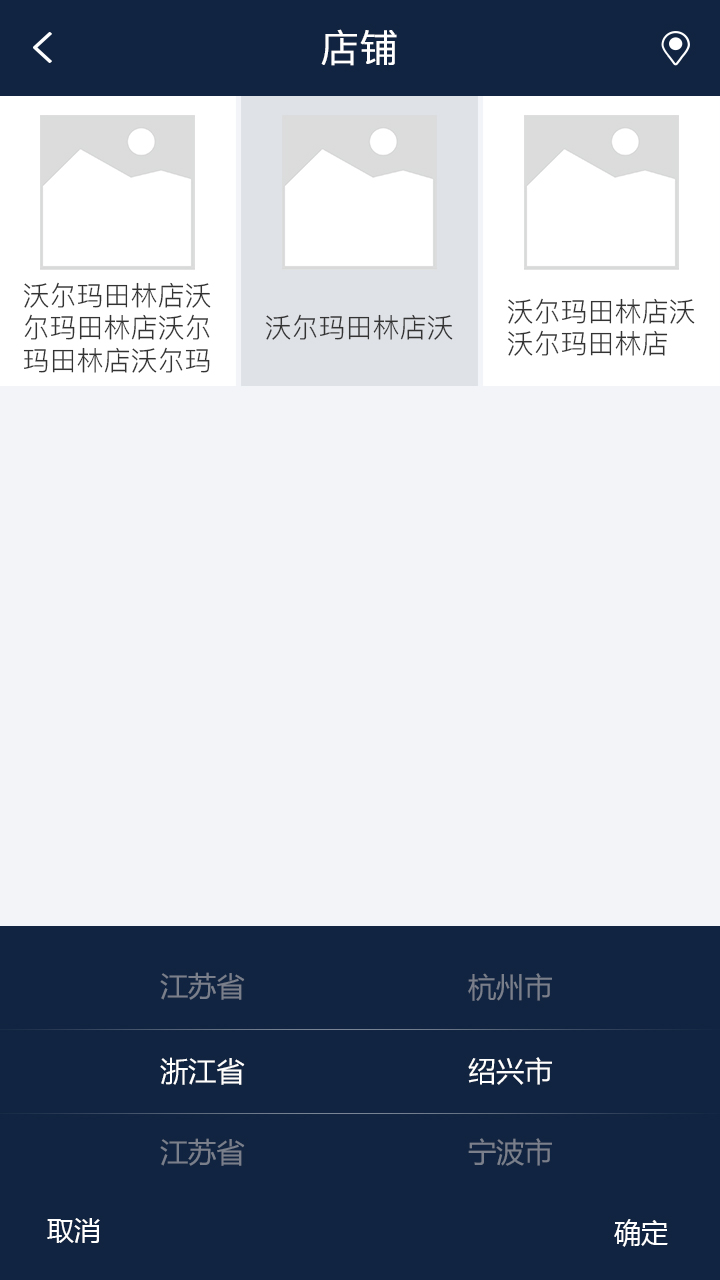 店铺
沃尔玛田林店沃
尔玛田林店沃尔
玛田林店沃尔玛
沃尔玛田林店沃
沃尔玛田林店沃
沃尔玛田林店
江苏省 杭州市
浙江省 绍兴市
江苏省 宁波市
取消 确定